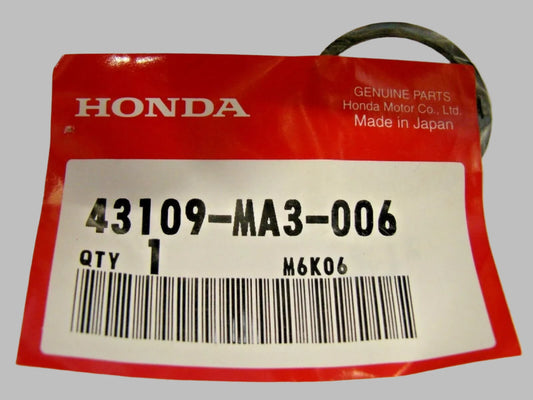 HONDA
GENUINE PARTS
Honda Motor Co., Ltd.
Made in Japan
43109-MA3-006
QTY 1 M6K06